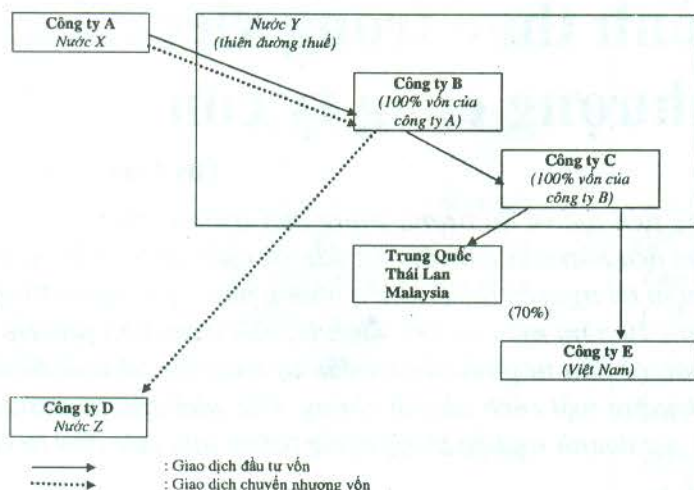 Công ty A
Nước X
Nước Y
(thiên đường thuế)
Công ty B
(100% vốn của
công ty A)
Công ty C
(100% vốn của
công ty B)
Trung Quốc
Thái Lan
Malaysia
(70%)
Công ty E
(Việt Nam)
Công ty D
Nước Z
: Giao dịch đầu tư vốn
: Giao dịch chuyển nhượng vốn